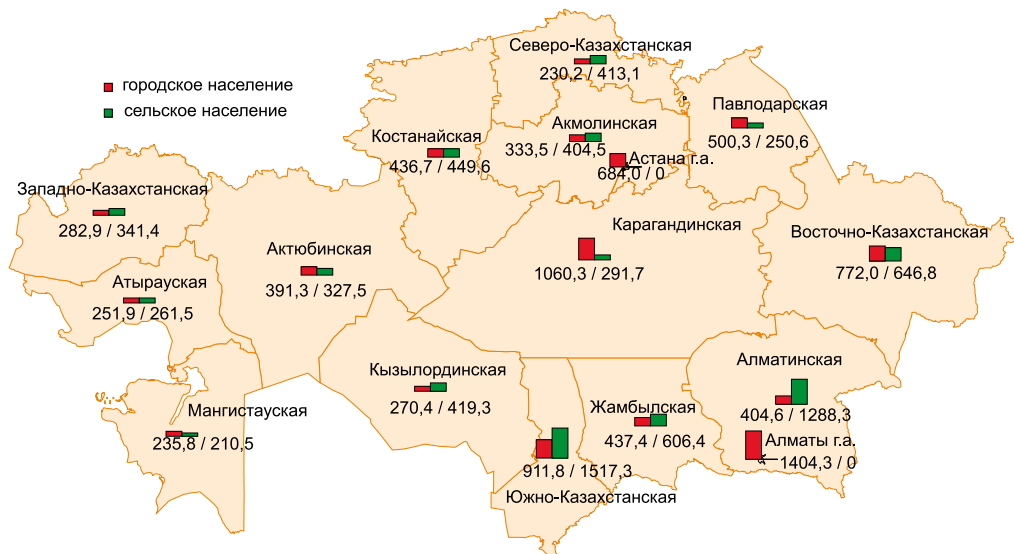 Северо-Казахстанская
230,2 / 413,1
городское население
сельское население
Павлодарская
500,3 / 250,6
Акмолинская
333,5 / 404,5
Костанайская
436,7 / 449,6
Астана г.а.
684,0 / 0
Западно-Казахстанская
282,9 / 341,4
Карагандинская
1060,3 / 291,7
Восточно-Казахстанская
772,0 / 646,8
Актюбинская
391,3 / 327,5
Атырауская
251,9 / 261,5
Алматинская
404,6 / 1288,3
Кызылординская
270,4 / 419,3
Жамбылская
437,4 / 606,4
Мангистауская
235,8 / 210,5
Алматы г.а.
1404,3 / 0
911,8 / 1517,3
Южно-Казахстанская